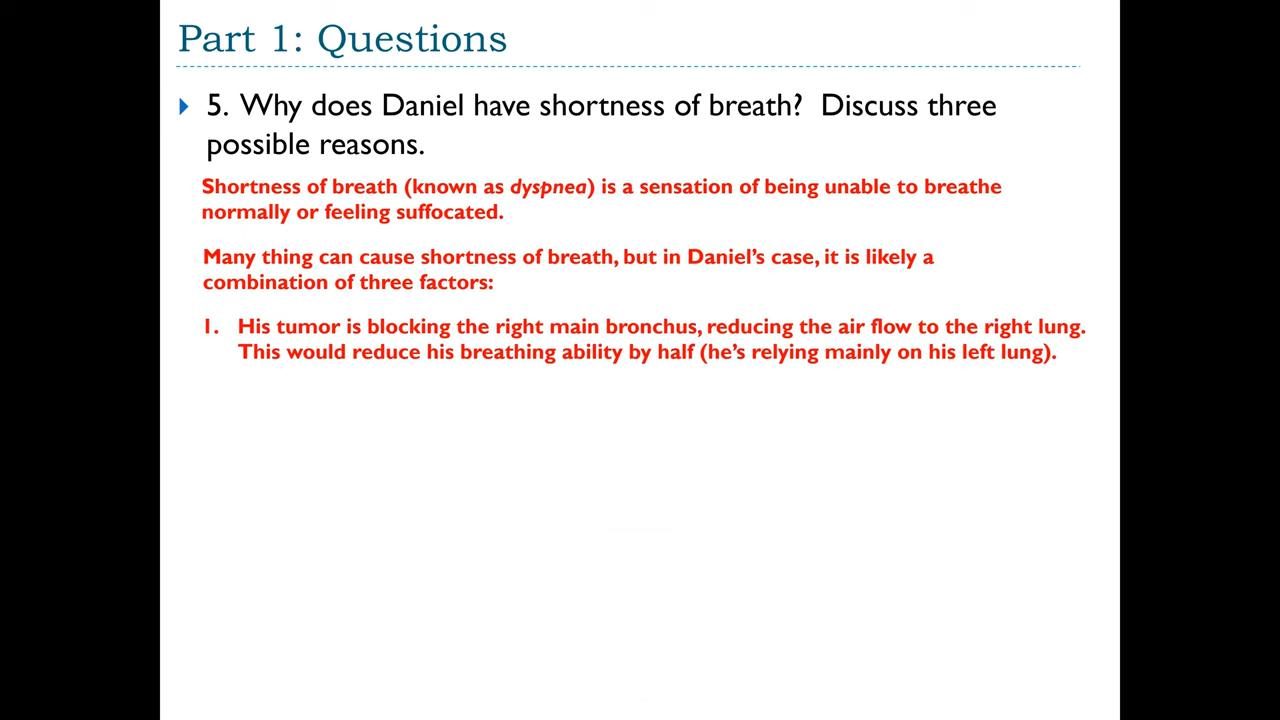 Part 1: Questions
5. Why does Daniel have shortness of breath? Discuss three
possible reasons.
Shortness of breath (known as dyspnea) is a sensation of being unable to breathe
normally or feeling suffocated.
Many thing can cause shortness of breath, but in Daniel's case, it is likely a
combination of three factors:
1. His tumor is blocking the right main bronchus, reducing the air flow to the right lung.
This would reduce his breathing ability by half (he's relying mainly on his left lung).